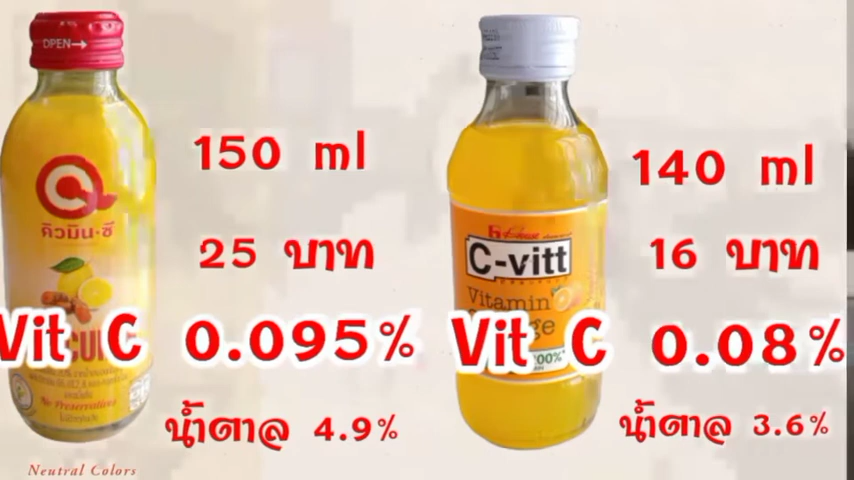 OPEN→
150 ml
25 บาท
Vit C 0.095%
น้ำตาล 4.9%
คิวมิน-ซี
No Preservatives
Neutral Colors
140 ml
16 บาท
Vit C 0.08%
น้ำตาล 3.6%
House
C-vitt
Vitamin
100%